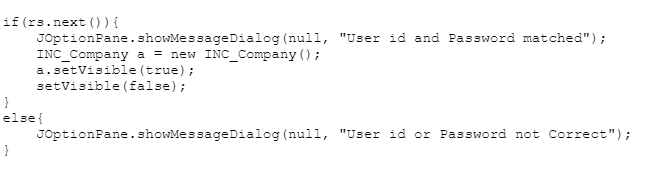 if(rs.next()){
    JOptionPane.showMessageDialog(null, "User id and Password matched");
    INC_Company a = new INC_Company();
    a.setVisible(true);
    setVisible(false);
}
else{
    JOptionPane.showMessageDialog(null, "User id or Password not Correct");
}